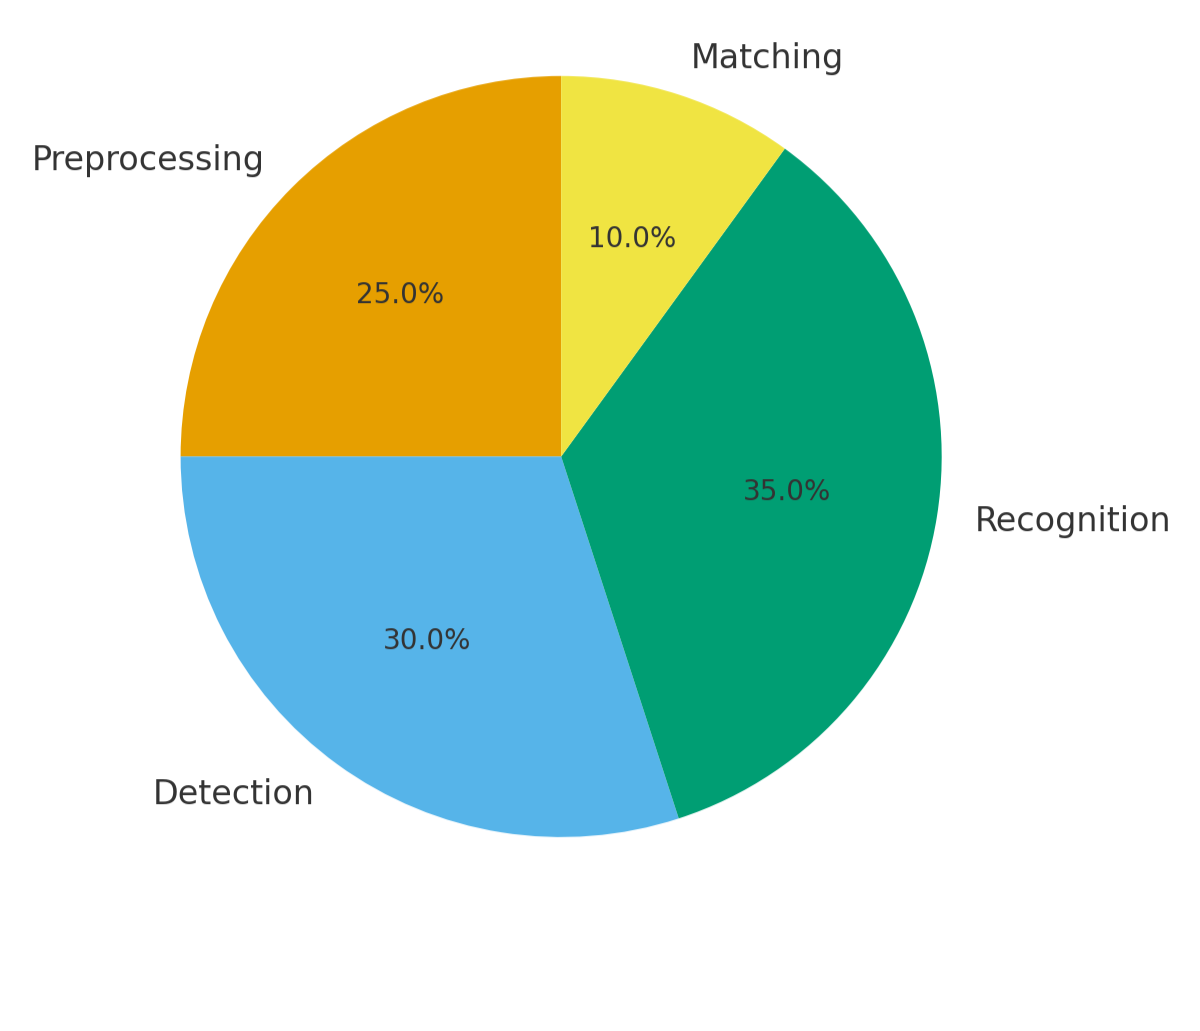 Matching
Preprocessing
10.0%
25.0%
35.0%
Recognition
30.0%
Detection